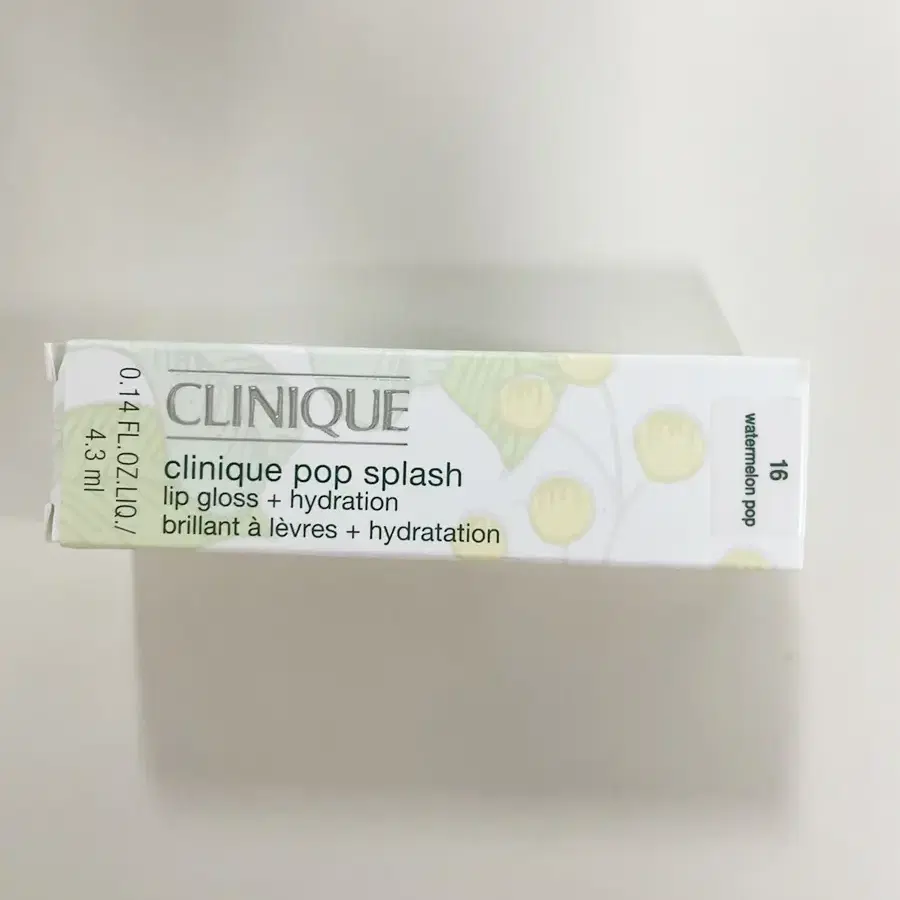 CLINIQUE
clinique pop splash
lip gloss + hydration
brillant à lèvres + hydratation
0.14 FL.OZ.LIQ./
4.3 ml
16
watermelon pop